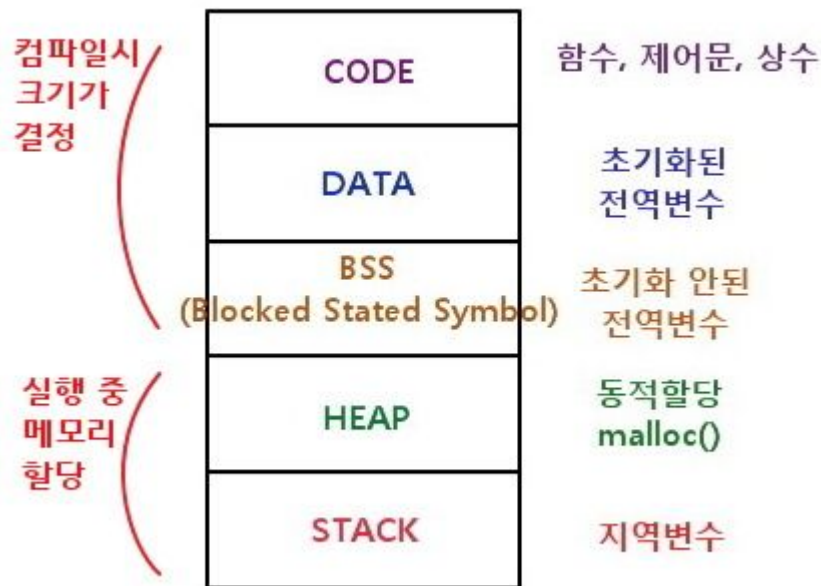 컴파일시
크기가
결정
CODE
함수, 제어문, 상수
DATA
초기화된
전역변수
BSS
(Blocked Stated Symbol)
초기화 안된
전역변수
실행 중
메모리
할당
HEAP
동적할당
malloc()
STACK
지역변수